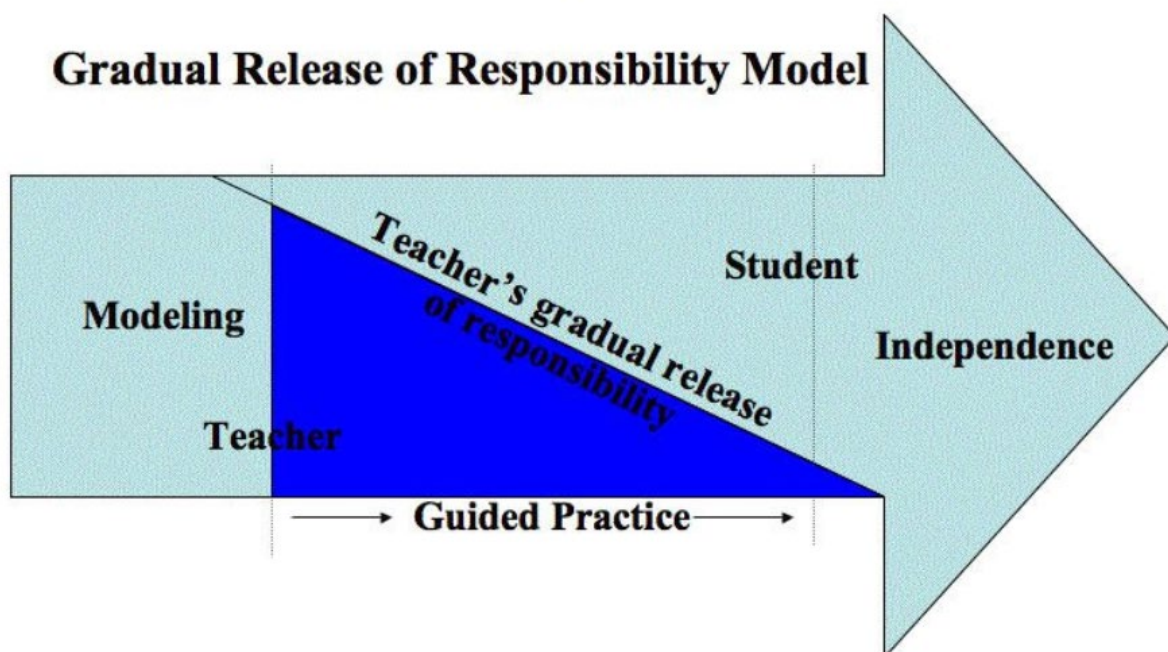 Gradual Release of Responsibility Model
Teacher’s gradual release
of responsibility
Student
Modeling
Independence
Teacher
Guided Practice